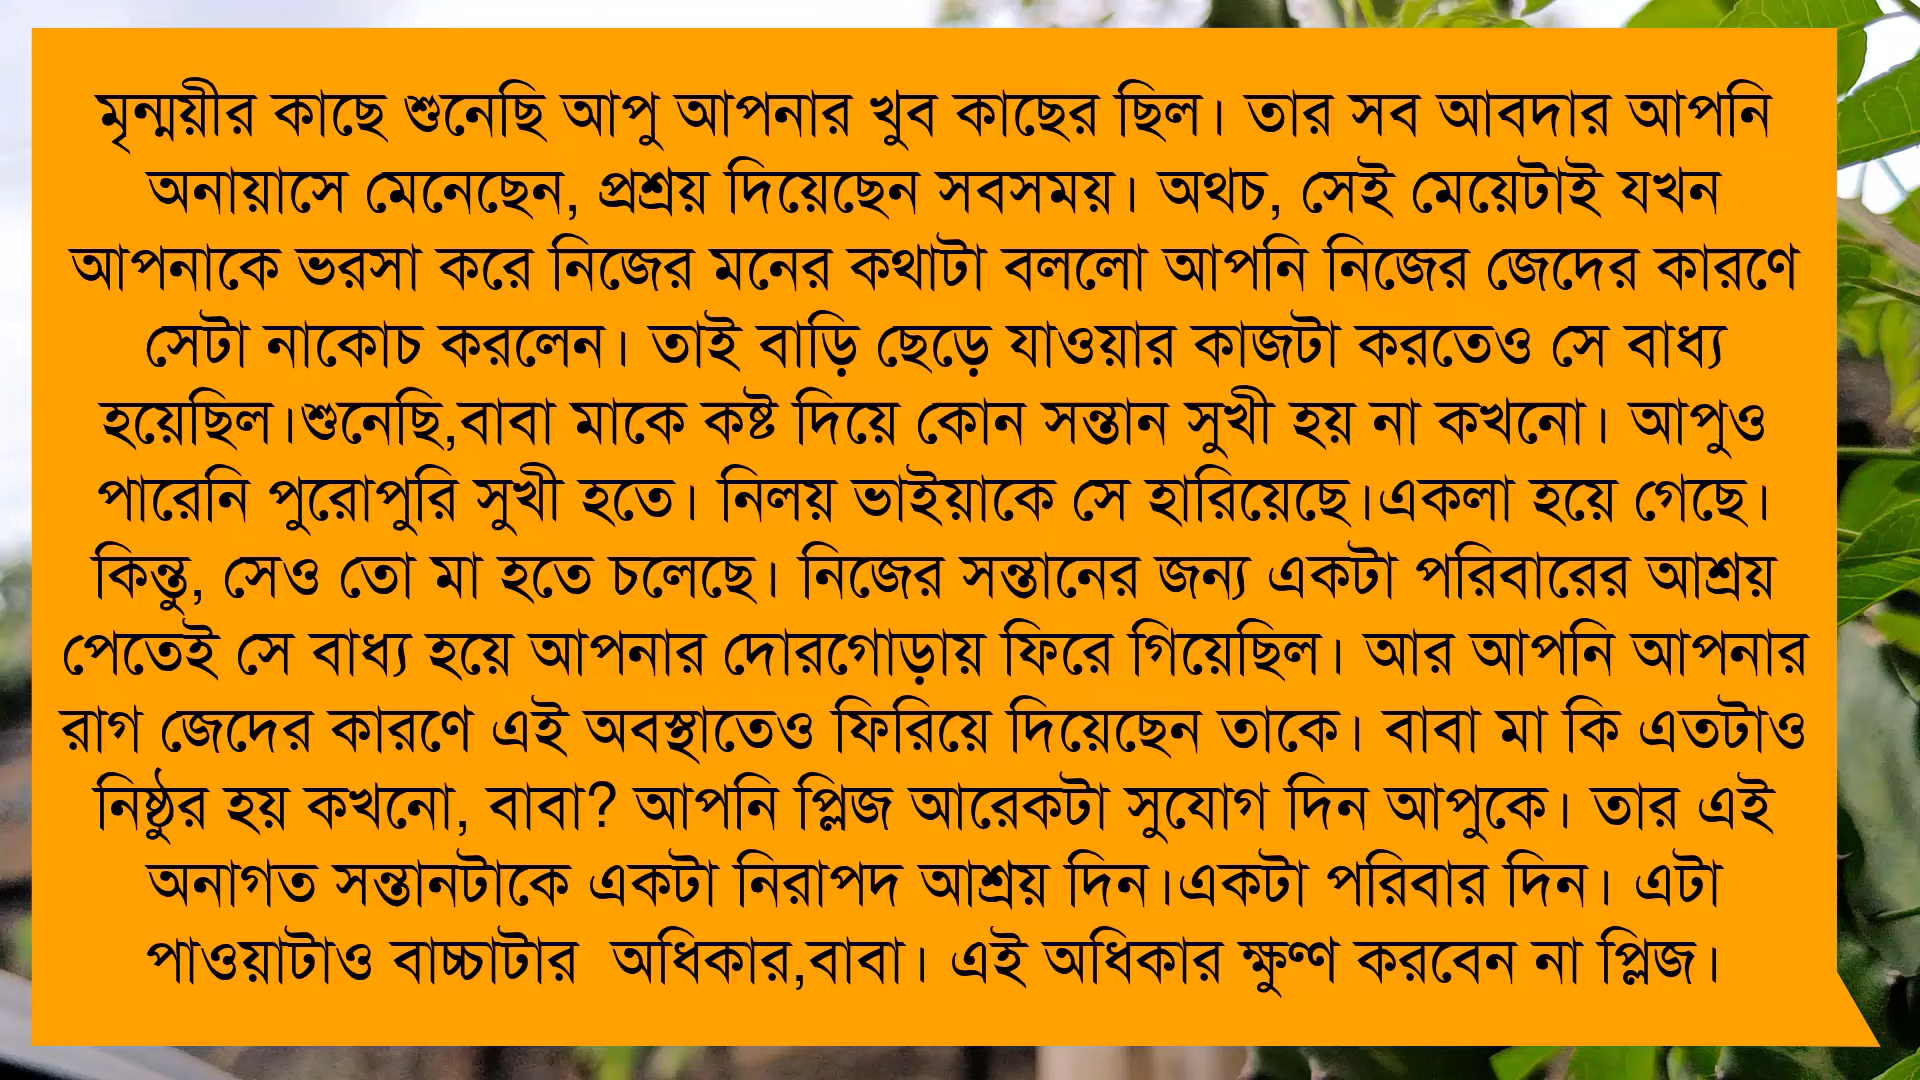 মৃন্ময়ীর কাছে শুনেছি আপু আপনার খুব কাছের ছিল। তার সব আবদার আপনি
অনায়াসে মেনেছেন, প্রশ্রয় দিয়েছেন সবসময়। অথচ, সেই মেয়েটাই যখন
আপনাকে ভরসা করে নিজের মনের কথাটা বললো আপনি নিজের জেদের কারণে
সেটা নাকোচ করলেন। তাই বাড়ি ছেড়ে যাওয়ার কাজটা করতেও সে বাধ্য
হয়েছিল।শুনেছি,বাবা মাকে কষ্ট দিয়ে কোন সন্তান সুখী হয় না কখনো। আপুও
পারেনি পুরোপুরি সুখী হতে। নিলয় ভাইয়াকে সে হারিয়েছে।একলা হয়ে গেছে।
কিন্তু, সেও তো মা হতে চলেছে। নিজের সন্তানের জন্য একটা পরিবারের আশ্রয়
পেতেই সে বাধ্য হয়ে আপনার দোরগোড়ায় ফিরে গিয়েছিল। আর আপনি আপনার
রাগ জেদের কারণে এই অবস্থাতেও ফিরিয়ে দিয়েছেন তাকে। বাবা মা কি এতটাও
নিষ্ঠুর হয় কখনো, বাবা? আপনি প্লিজ আরেকটা সুযোগ দিন আপুকে। তার এই
অনাগত সন্তানটাকে একটা নিরাপদ আশ্রয় দিন।একটা পরিবার দিন। এটা
পাওয়াটাও বাচ্চাটার অধিকার,বাবা। এই অধিকার ক্ষুণ্ণ করবেন না প্লিজ।